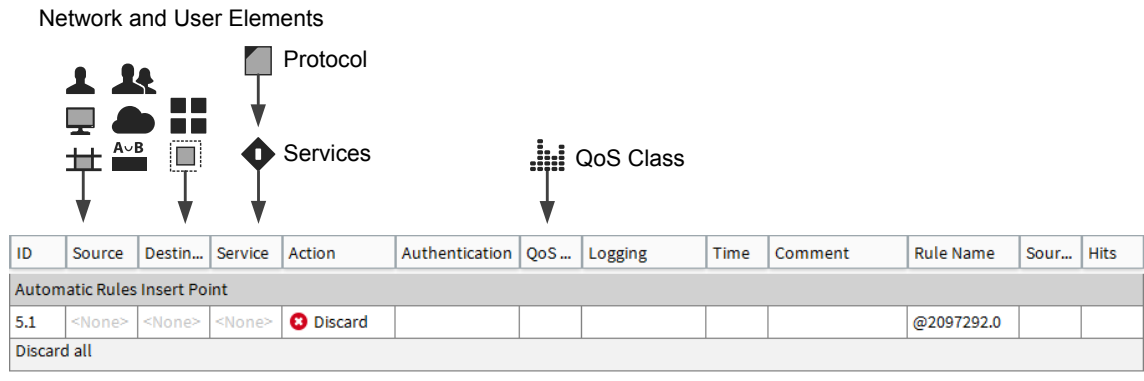 Network and User Elements
Protocol
A∪B
Services
QoS Class
ID Source Destin... Service Action Authentication QoS ... Logging Time Comment Rule Name Sour... Hits
Automatic Rules Insert Point
5.1 <None> <None> <None> Discard @2097292.0
Discard all